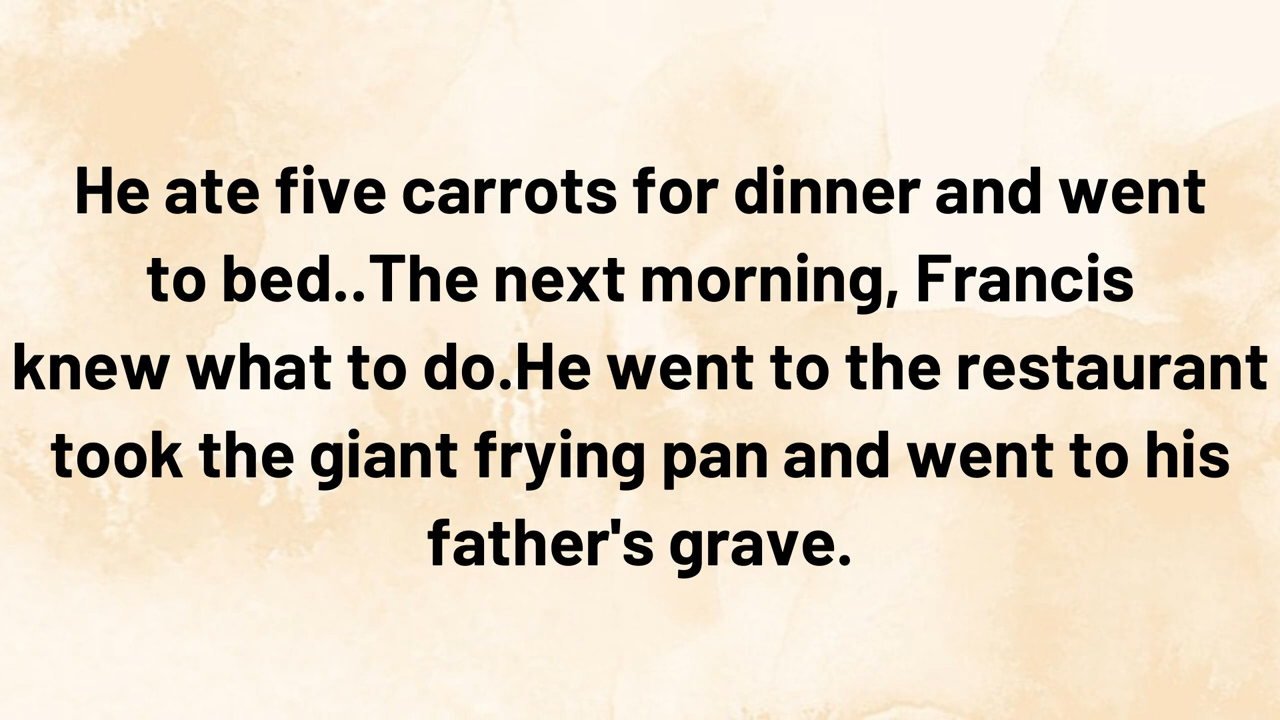 He ate five carrots for dinner and went
to bed..The next morning, Francis
knew what to do.He went to the restaurant
took the giant frying pan and went to his
father's grave.